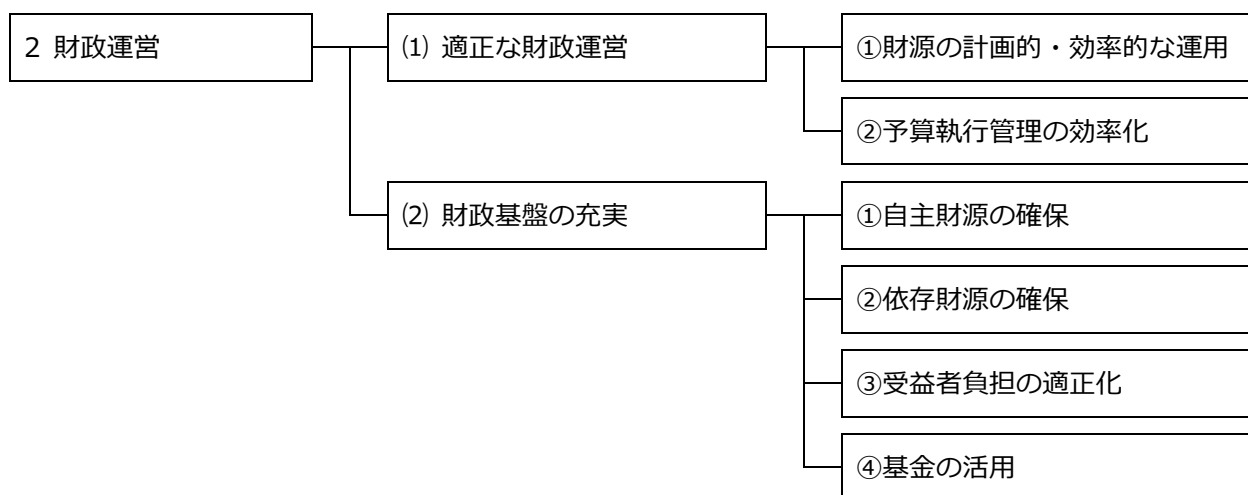 2 財政運営
⑴ 適正な財政運営
①財源の計画的・効率的な運用
②予算執行管理の効率化
⑵ 財政基盤の充実
①自主財源の確保
②依存財源の確保
③受益者負担の適正化
④基金の活用